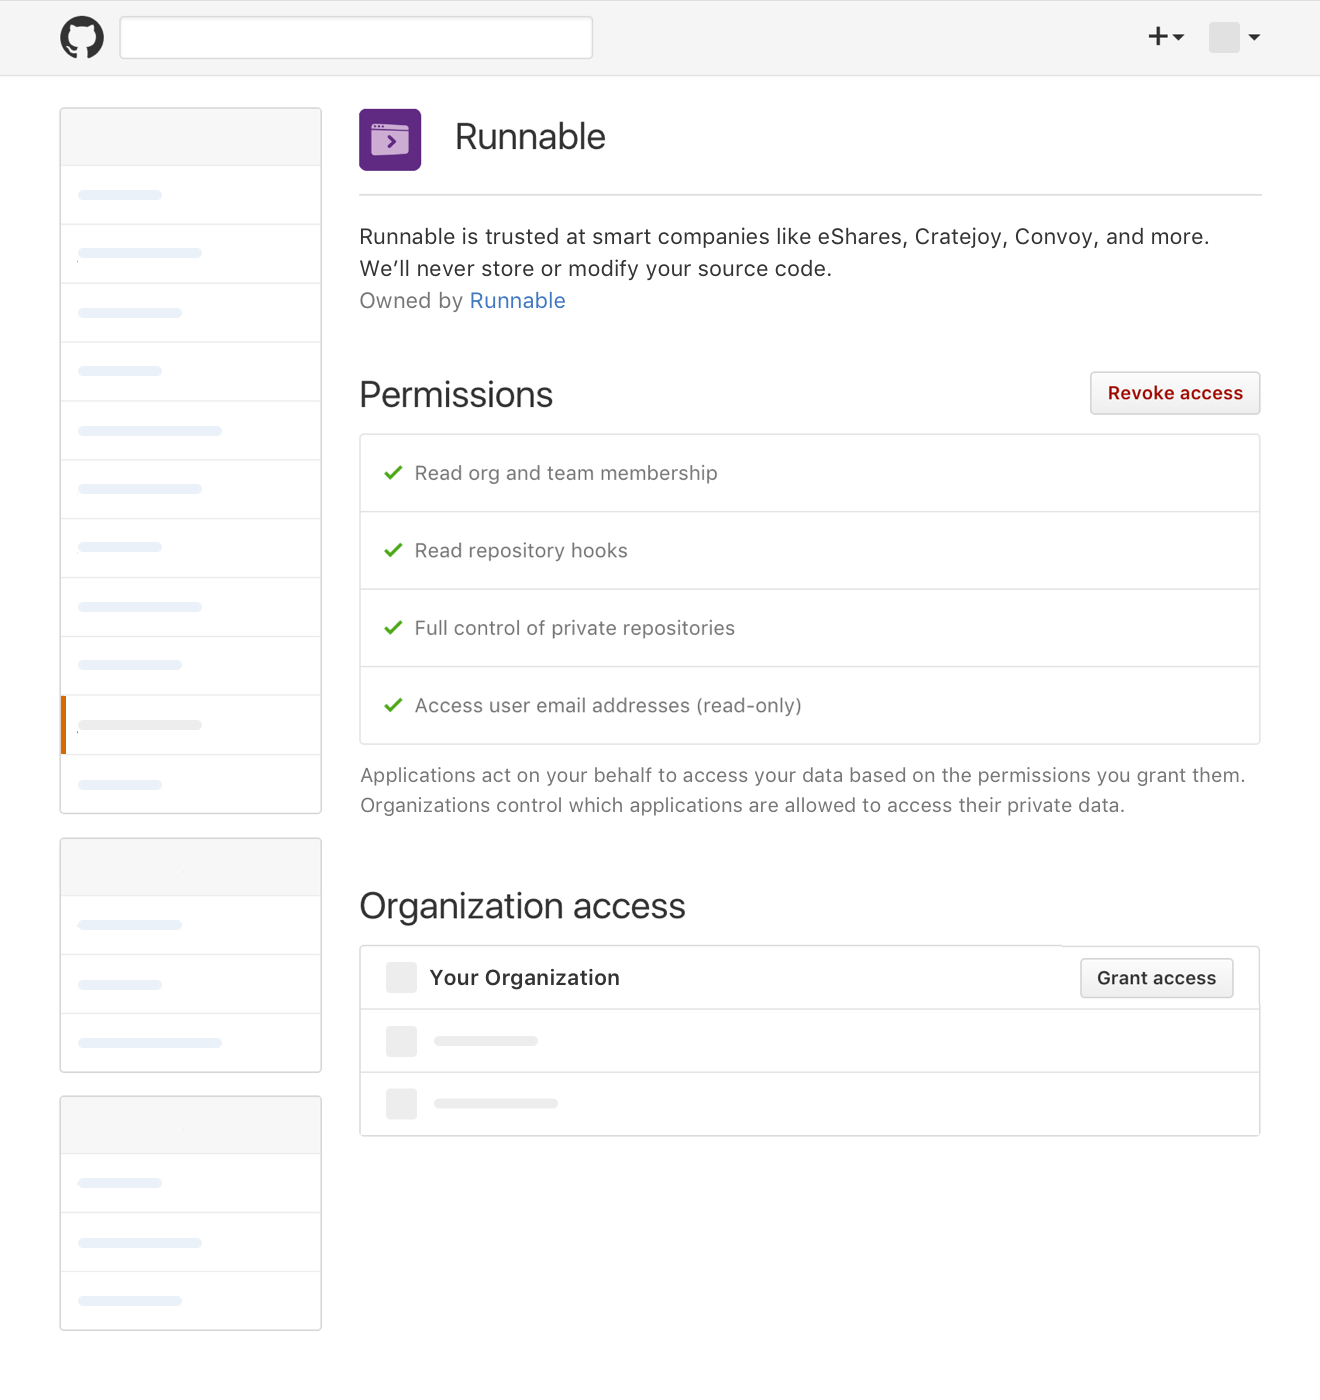 Runnable
Runnable is trusted at smart companies like eShares, Cratejoy, Convoy, and more.
We’ll never store or modify your source code.
Owned by Runnable
Permissions
Revoke access
Read org and team membership
Read repository hooks
Full control of private repositories
Access user email addresses (read-only)
Applications act on your behalf to access your data based on the permissions you grant them.
Organizations control which applications are allowed to access their private data.
Organization access
Your Organization
Grant access